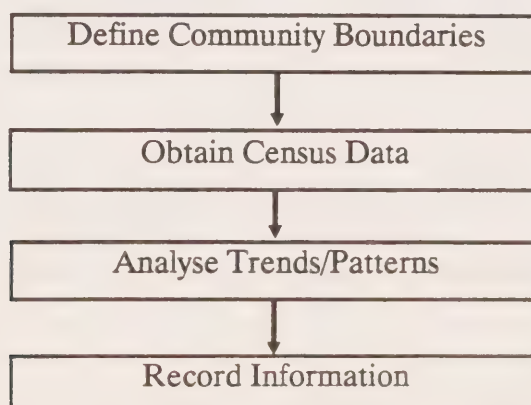 Define Community Boundaries
Obtain Census Data
Analyse Trends/Patterns
Record Information